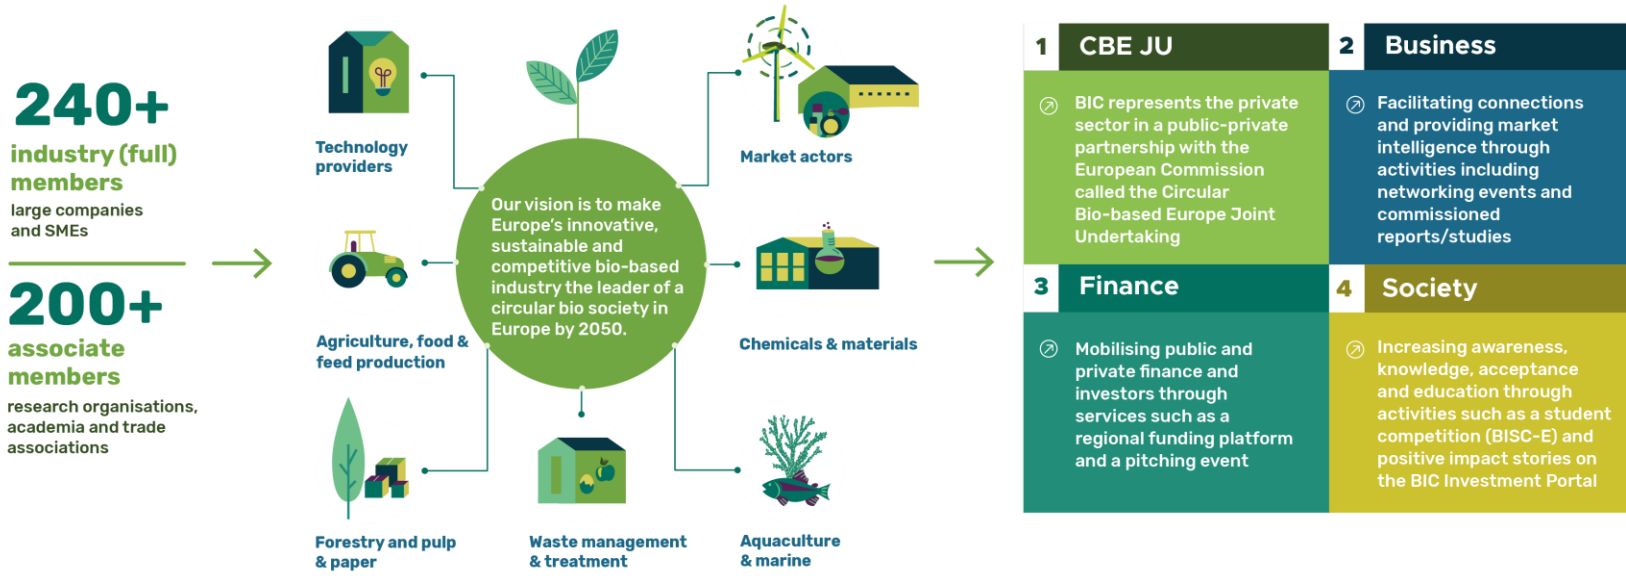 240+
industry (full)
members
large companies
and SMEs
200+
associate
members
research organisations,
academia and trade
associations
Technology
providers
Agriculture, food &
feed production
Forestry and pulp
& paper
Our vision is to make
Europe's innovative,
sustainable and
competitive bio-based
industry the leader of a
circular bio society in
Europe by 2050.
Waste management
& treatment
Market actors
Chemicals & materials
Aquaculture
& marine
1 CBE JU
BIC represents the private
sector in a public-private
partnership with the
European Commission
called the Circular
Bio-based Europe Joint
Undertaking
2 Business
Facilitating connections
and providing market
intelligence through
activities including
networking events and
commissioned
reports/studies
3 Finance
Mobilising public and
private finance and
investors through
services such as a
regional funding platform
and a pitching event
4 Society
Increasing awareness,
knowledge, acceptance
and education through
activities such as a student
competition (BISC-E) and
positive impact stories on
the BIC Investment Portal